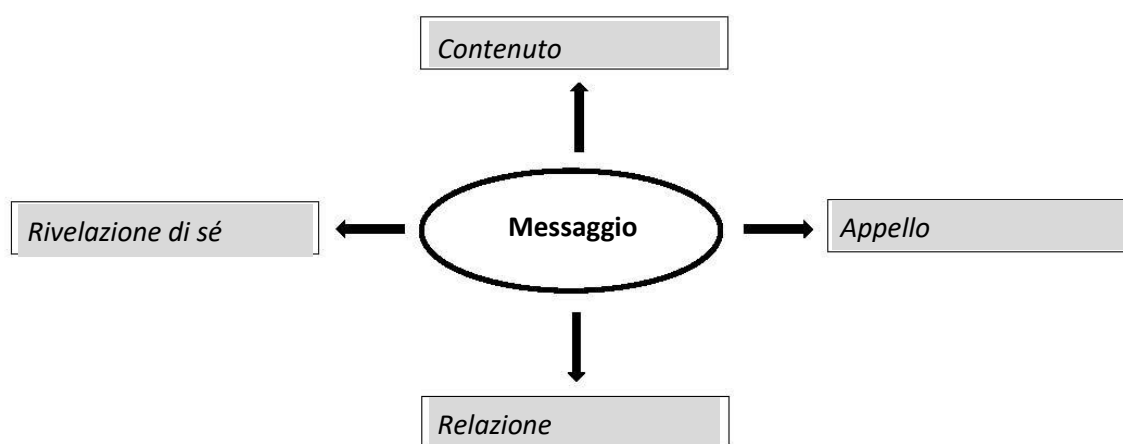 Contenuto
Rivelazione di sé
Messaggio
Appello
Relazione